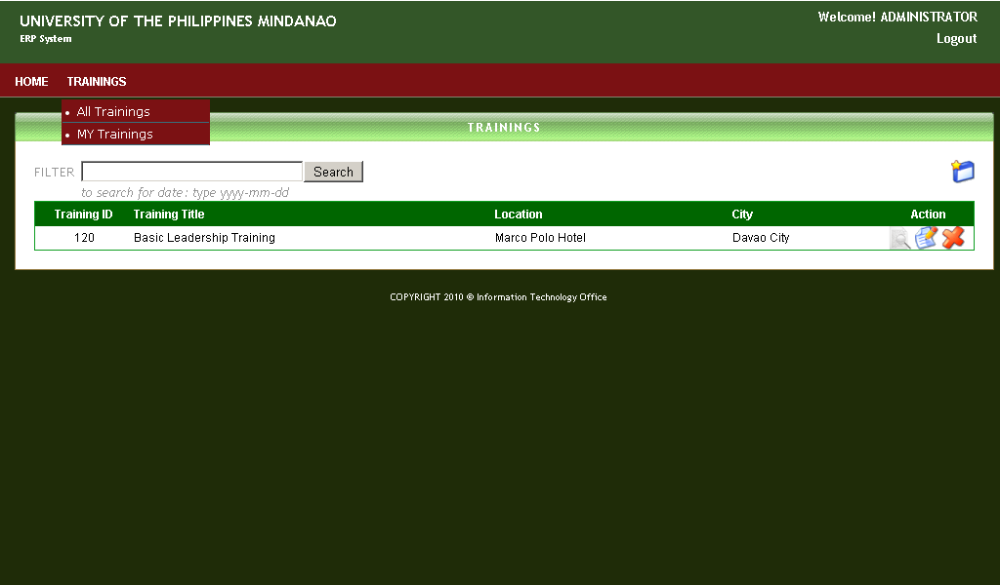 UNIVERSITY OF THE PHILIPPINES MINDANAO
ERP System
Welcome! ADMINISTRATOR
Logout
HOME TRAININGS
All Trainings
MY Trainings
TRAININGS
FILTER Search
to search for date: type yyyy-mm-dd
Training ID Training Title Location City Action
120 Basic Leadership Training Marco Polo Hotel Davao City
COPYRIGHT 2010 © Information Technology Office